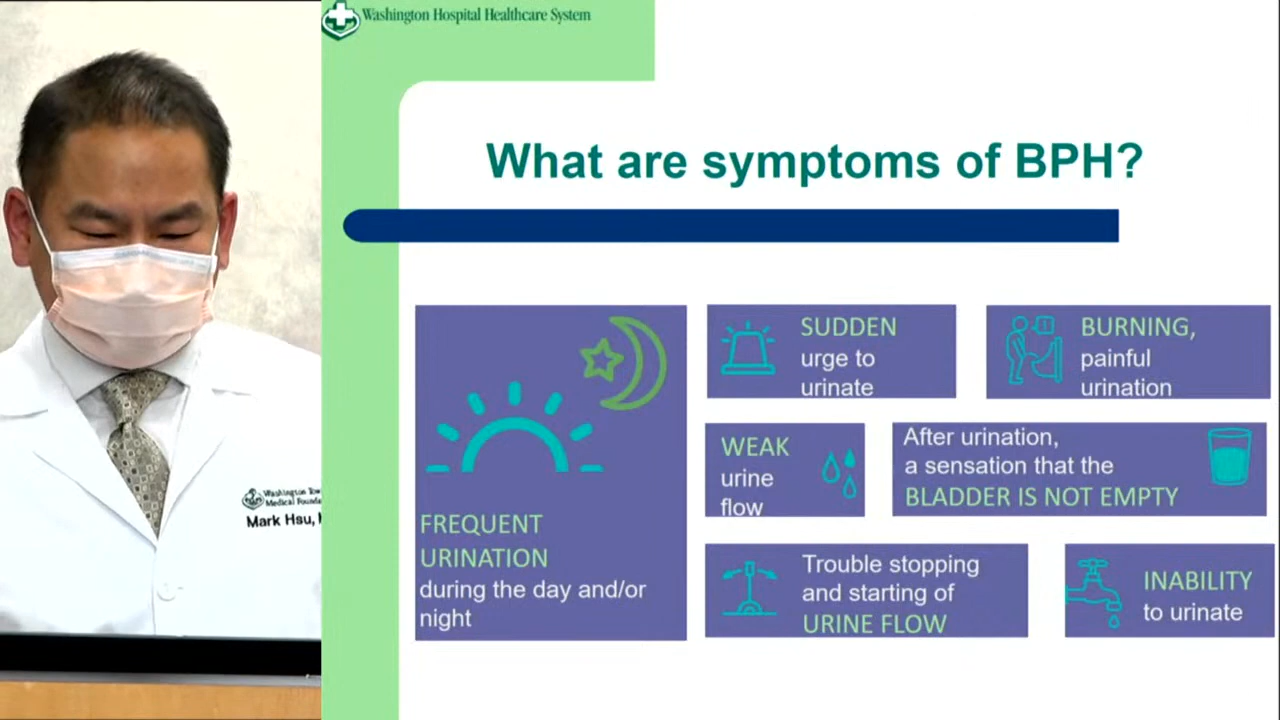 Washington Hospital Healthcare System
What are symptoms of BPH?
FREQUENT
URINATION
during the day and/or
night
SUDDEN
urge to
urinate
BURNING,
painful
urination
WEAK
urine
flow
After urination,
a sensation that the
BLADDER IS NOT EMPTY
Trouble stopping
and starting of
URINE FLOW
INABILITY
to urinate
Washington
Medical
Mark Hsu,